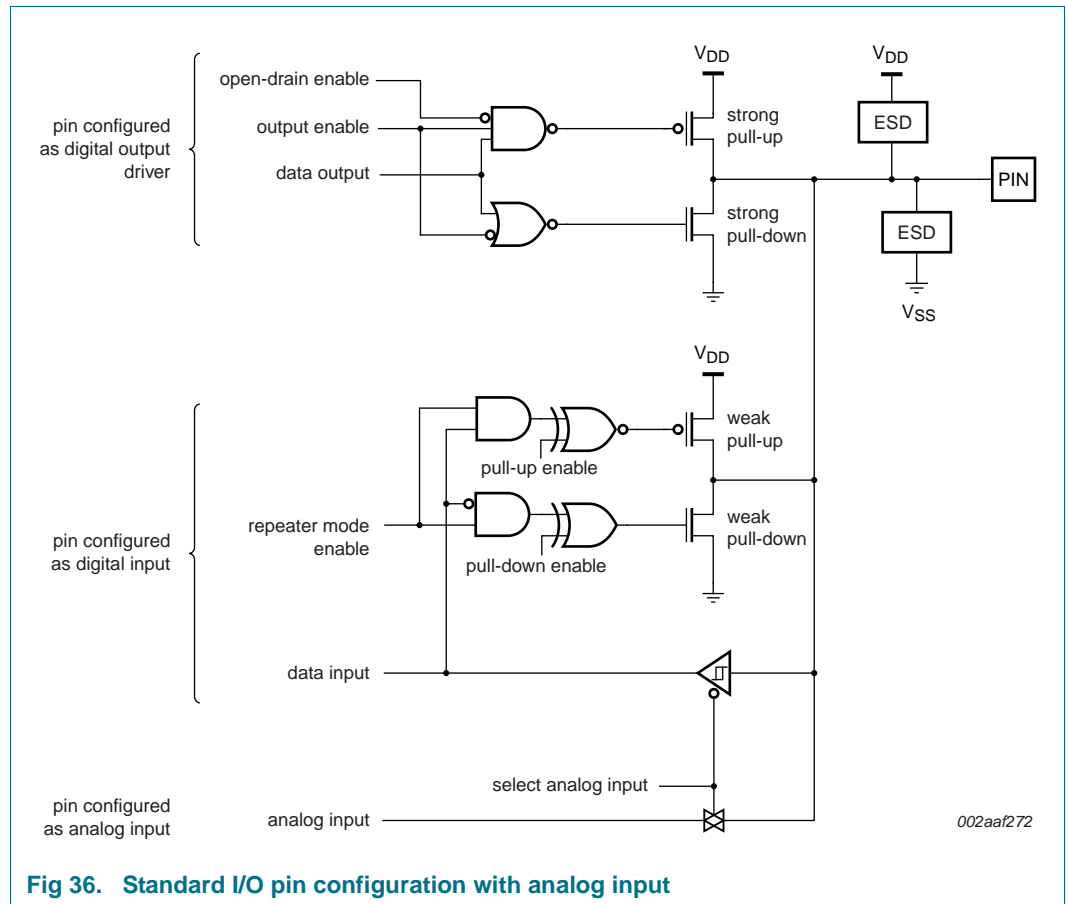 open-drain enable
output enable
data output
pin configured
as digital output
driver
VDD
strong
pull-up
strong
pull-down
VDD
ESD
PIN
ESD
VSS
pin configured
as digital input
VDD
weak
pull-up
pull-up enable
repeater mode
enable
weak
pull-down
pull-down enable
data input
select analog input
pin configured
as analog input
analog input
002aaf272
Fig 36. Standard I/O pin configuration with analog input